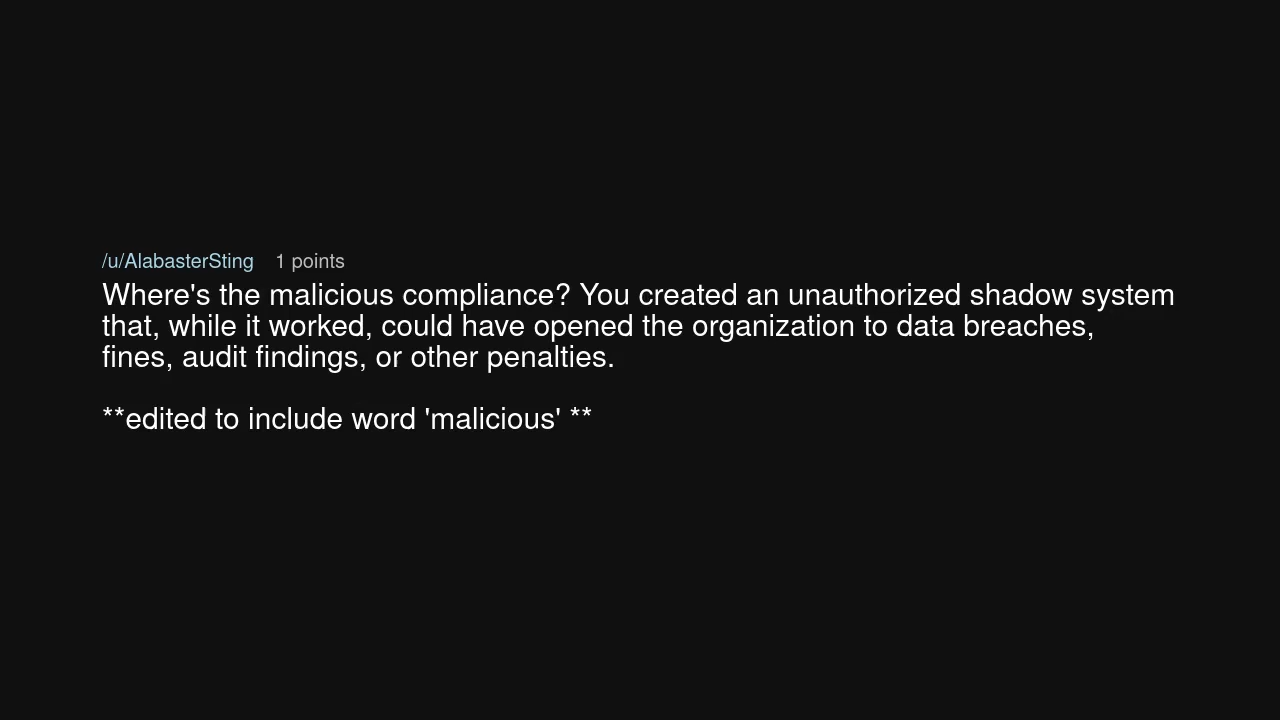 /u/AlabasterSting 1 points
Where's the malicious compliance? You created an unauthorized shadow system
that, while it worked, could have opened the organization to data breaches,
fines, audit findings, or other penalties.
**edited to include word 'malicious' **